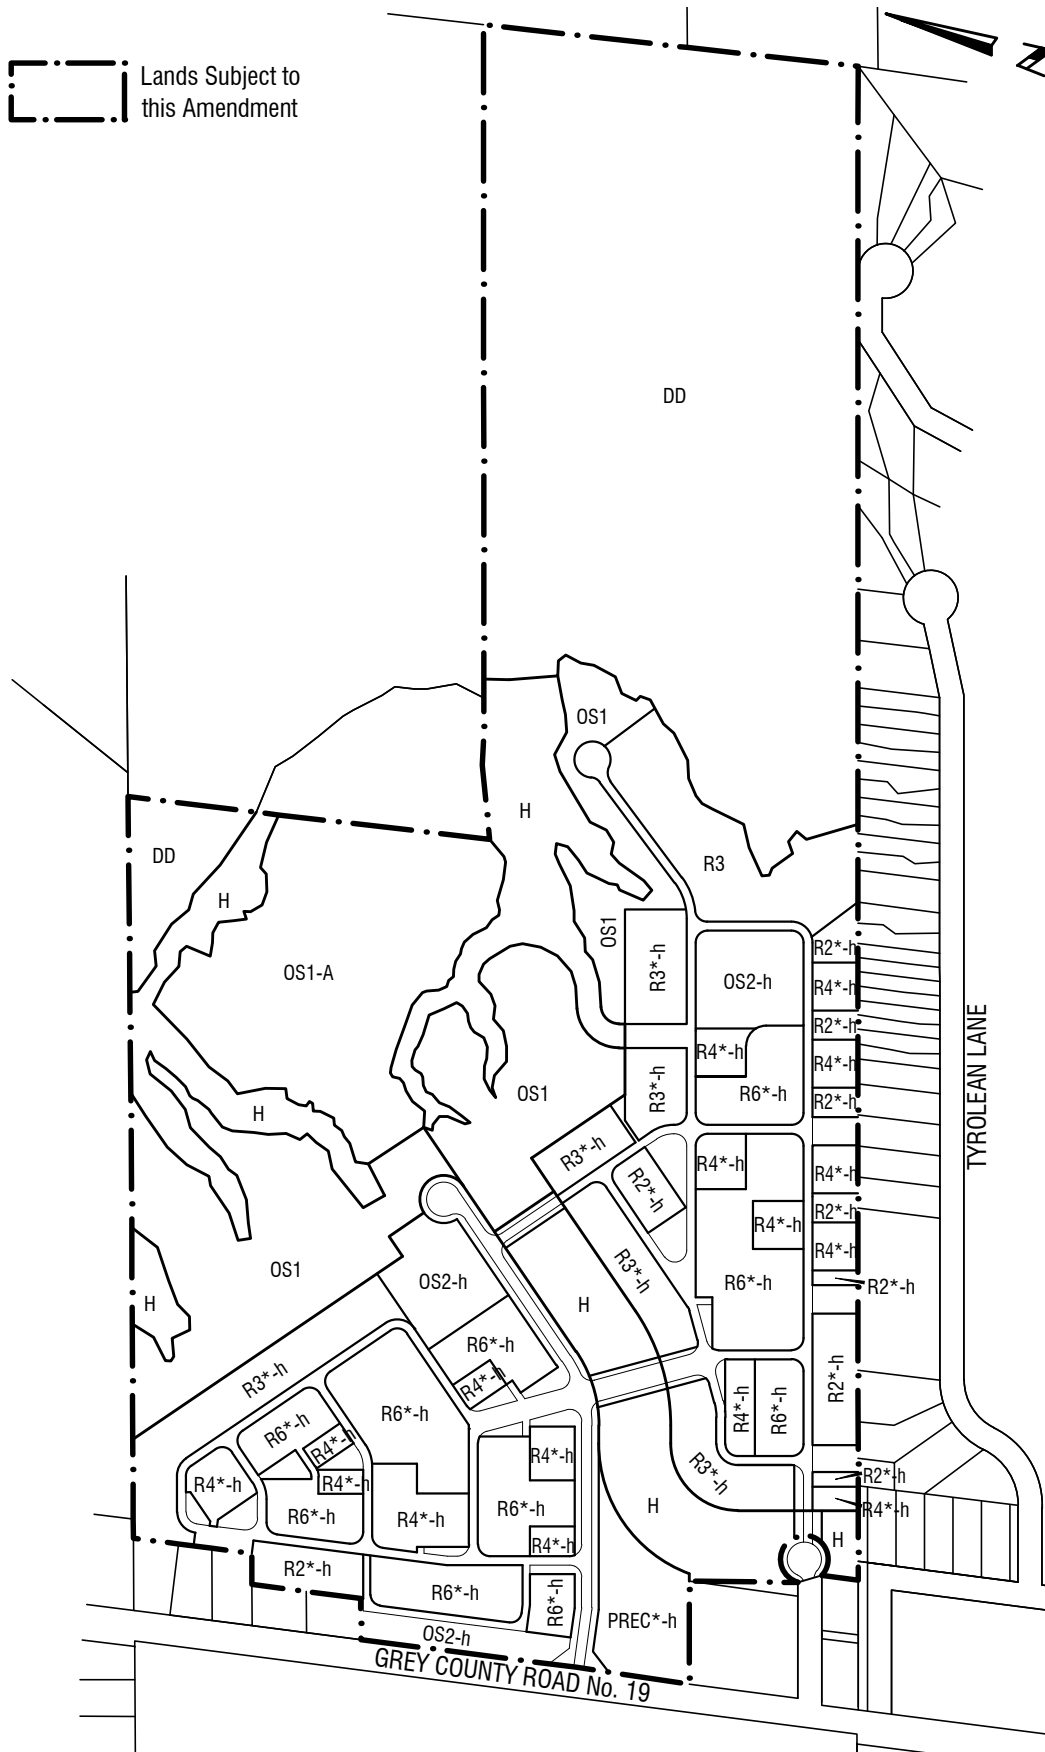 Lands Subject to
this Amendment
DD
OS1
H
R3
DD
H
OS1
OS1-A
R3*-h
OS2-h
R2*-h
R4*-h
R2*-h
R4*-h
R4*-h
R3*-h
R6*-h
R2*-h
OS1
H
TYROLEAN LANE
R3*-h
R2*-h
R4*-h
R4*-h
R4*-h
R2*-h
R4*-h
R3*-h
R6*-h
R2*-h
OS1
OS2-h
H
H
R6*-h
R4*-h
R3*-h
R2*-h
R4*-h
R6*-h
R6*-h
R6*-h
R4*-h
R4*-h
R3*-h
R2*-h
R4*-h
R4*-h
R6*-h
R4*-h
R6*-h
H
R4*-h
R4*-h
H
R2*-h
R6*-h
R6*-h
PREC*-h
OS2-h
GREY COUNTY ROAD No. 19